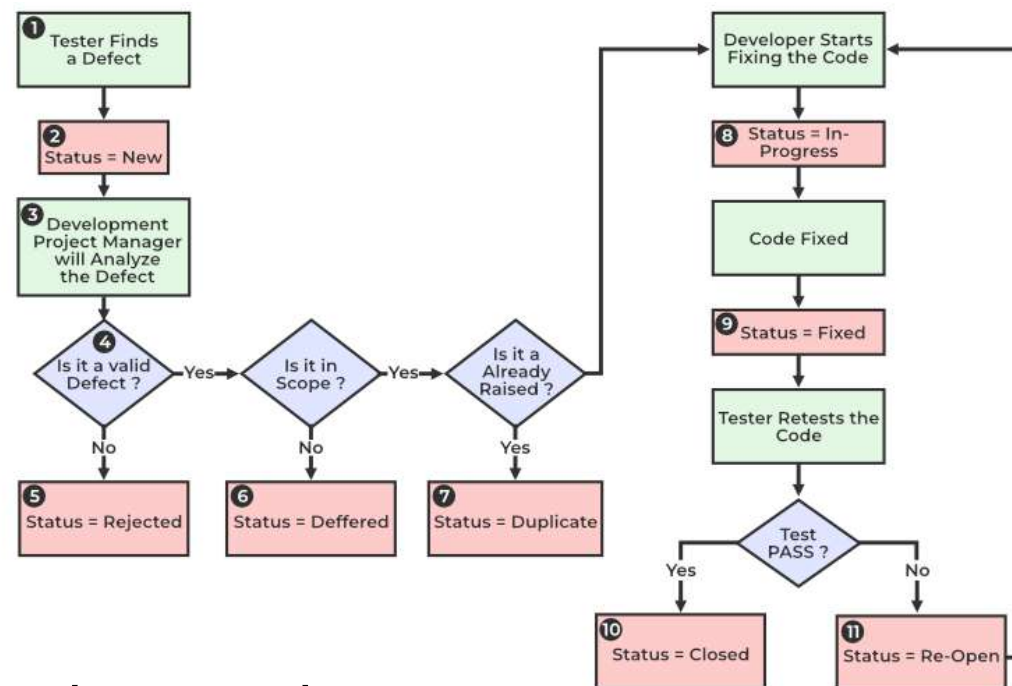 1
Tester Finds
a Defect
2
Status = New
3
Development
Project Manager
will Analyze
the Defect
4
Is it a valid
Defect ?
Yes
No
5
Status = Rejected
Is it in
Scope ?
Yes
No
6
Status = Deffered
Is it a
Already
Raised ?
Yes
7
Status = Duplicate
Developer Starts
Fixing the Code
8
Status = In-
Progress
Code Fixed
9
Status = Fixed
Tester Retests the
Code
Test
PASS ?
Yes
No
10
Status = Closed
11
Status = Re-Open